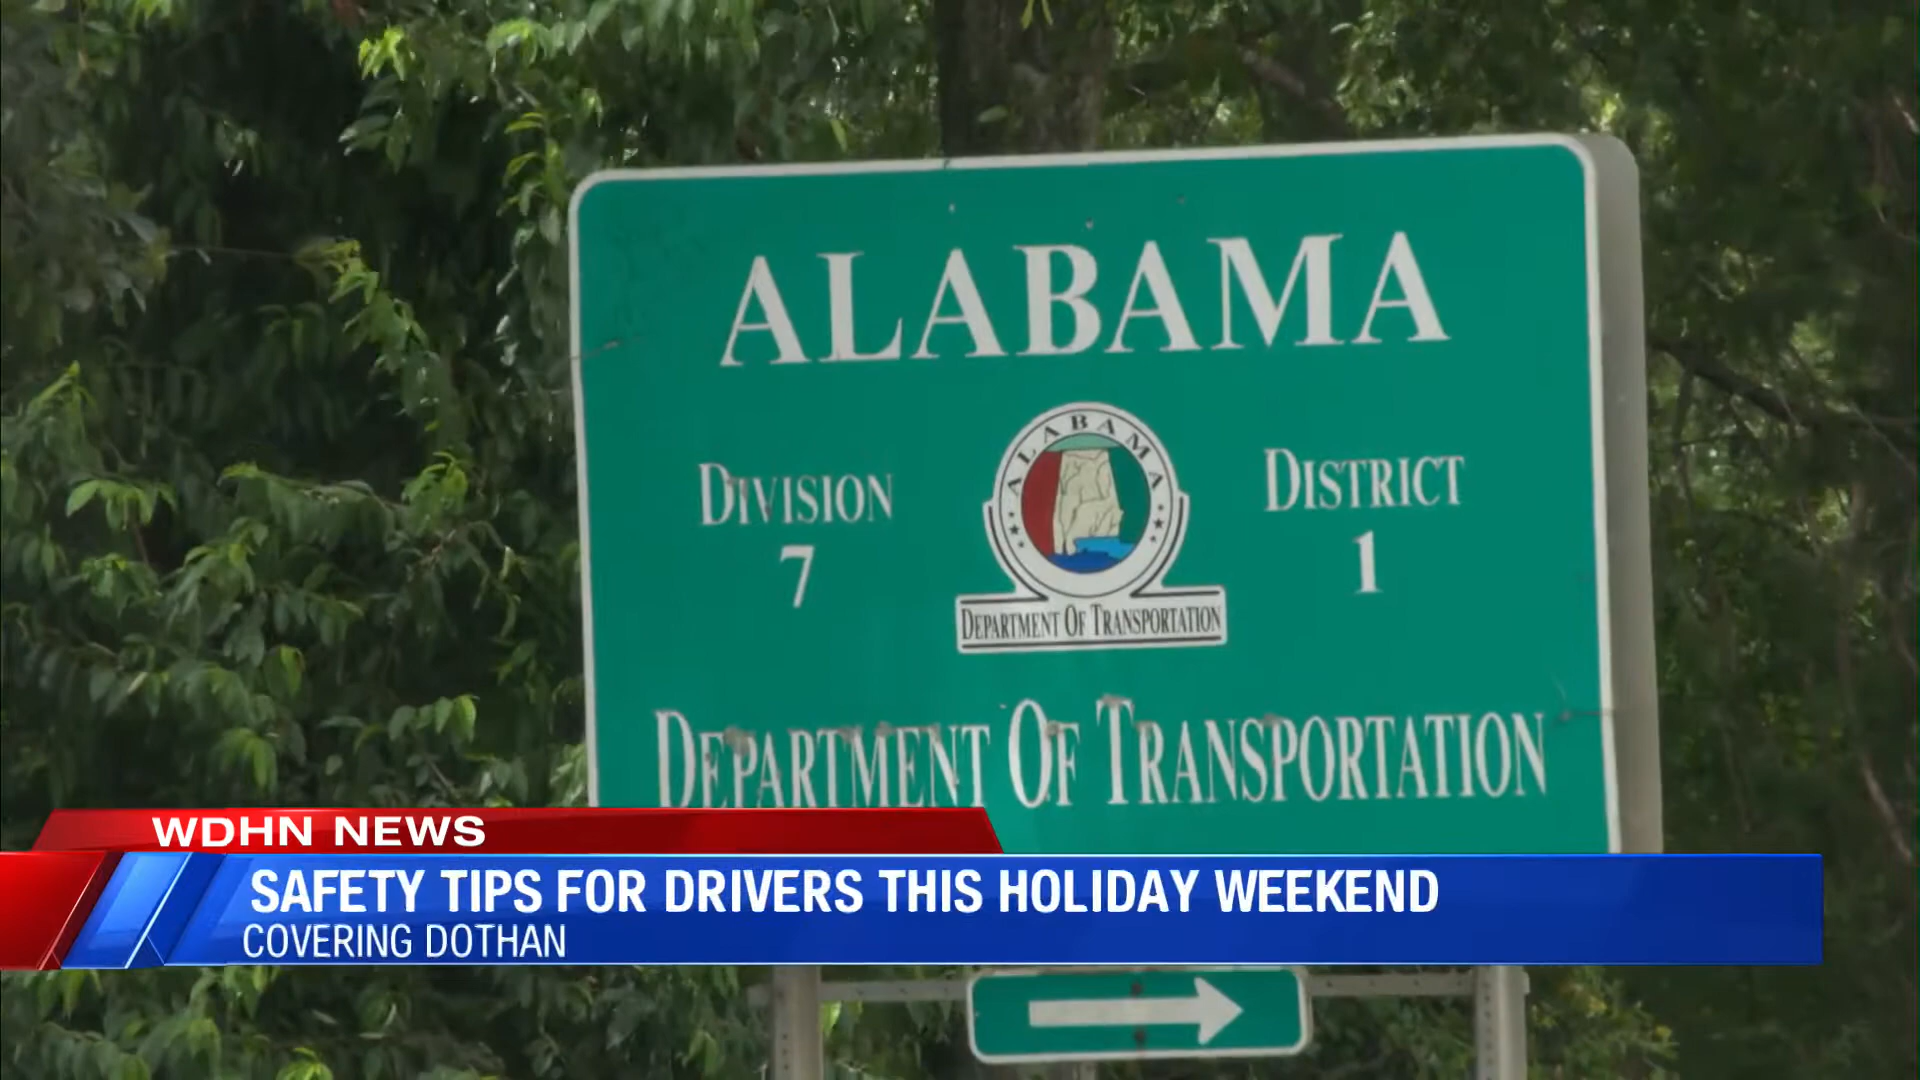 ALABAMA
ALABAMA
DIVISION
7
DISTRICT
1
DEPARTMENT OF TRANSPORTATION
DEPARTMENT OF TRANSPORTATION
WDHN NEWS
SAFETY TIPS FOR DRIVERS THIS HOLIDAY WEEKEND
COVERING DOTHAN